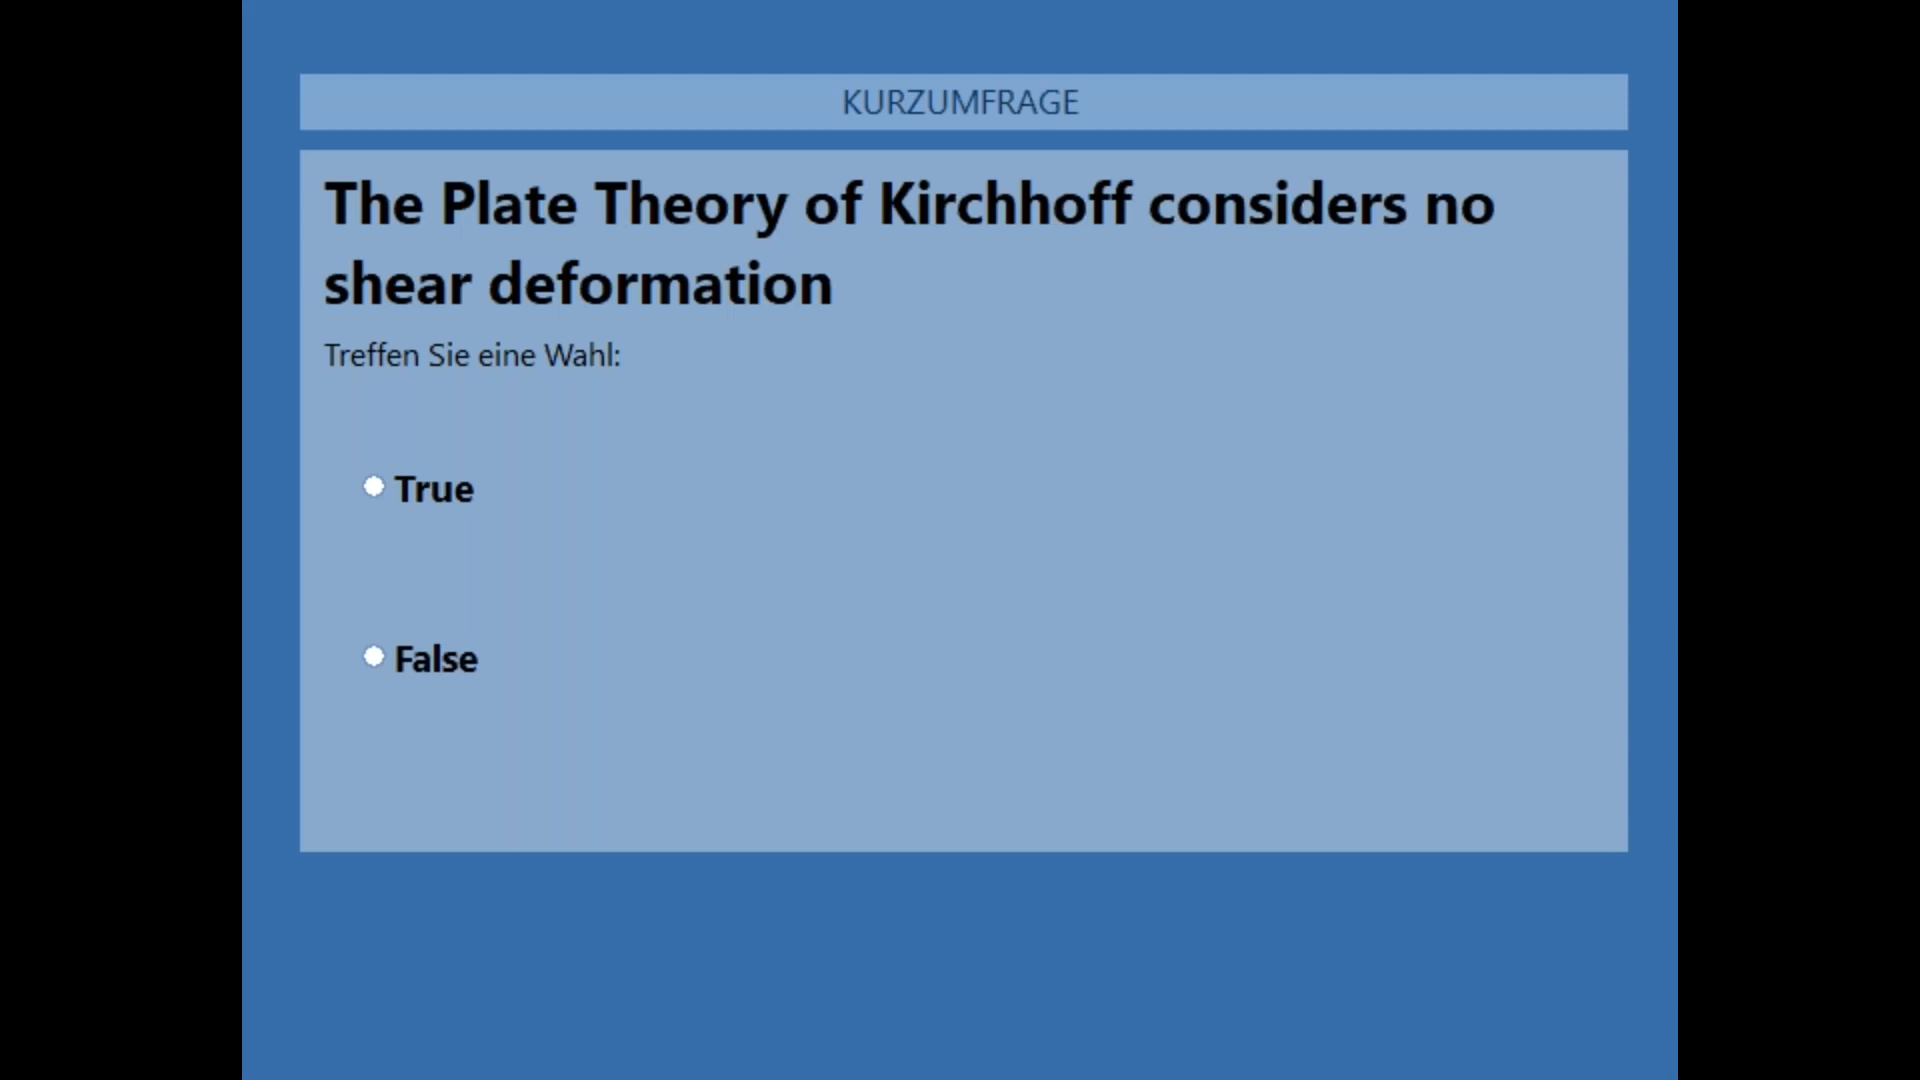 KURZUMFRAGE
The Plate Theory of Kirchhoff considers no
shear deformation
Treffen Sie eine Wahl:
True
False